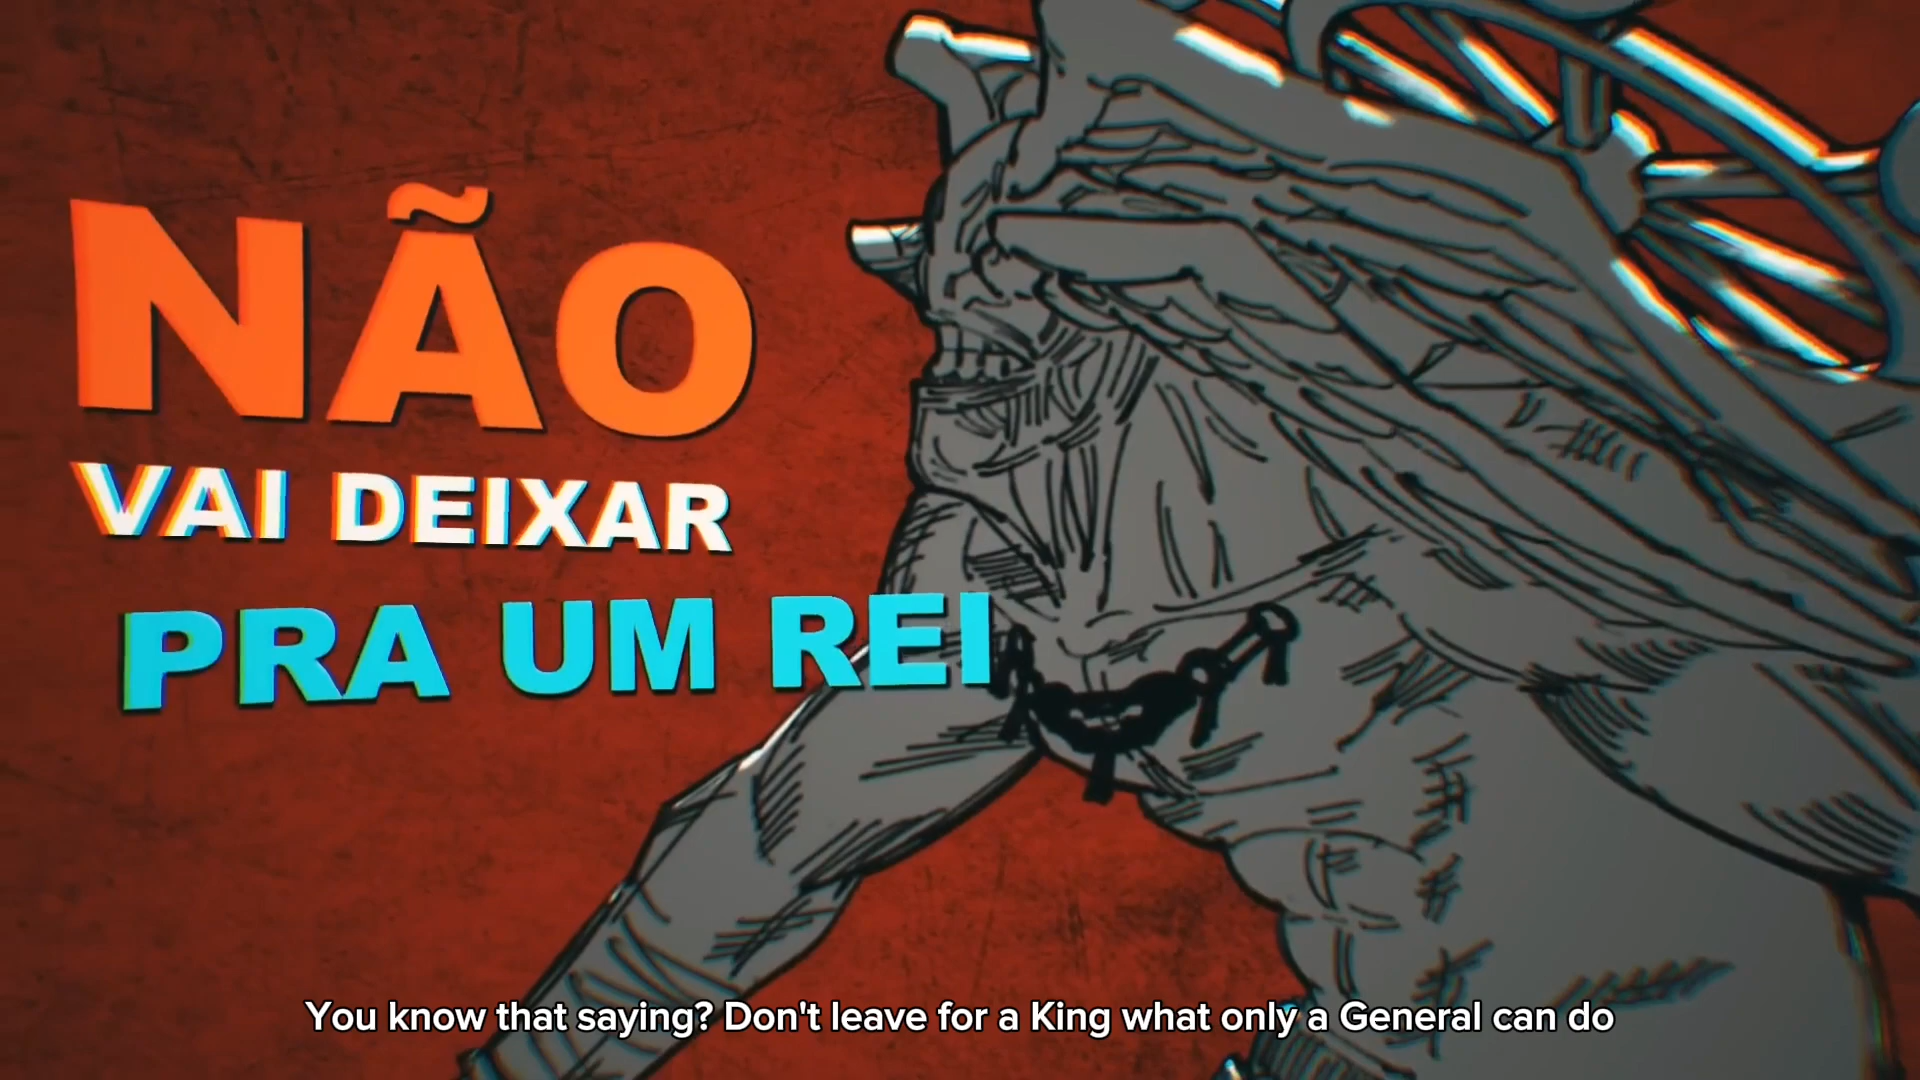 NÃO
VAI DEIXAR
PRA UM REI
You know that saying? Don't leave for a King what only a General can do